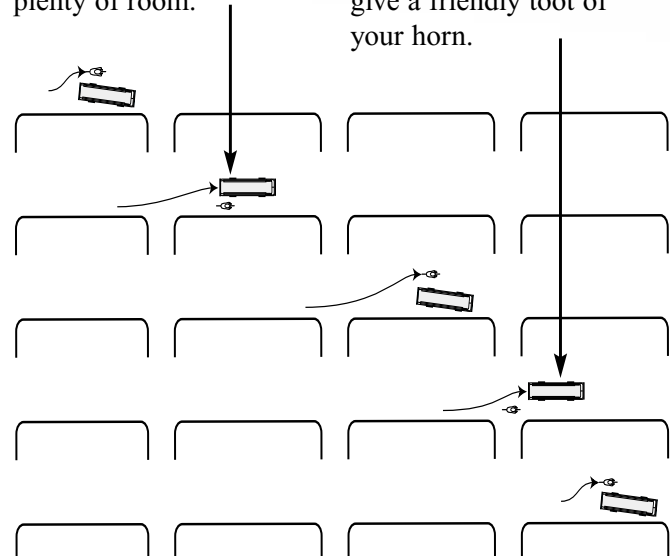 plenty of room.
give a friendly toot of
your horn.